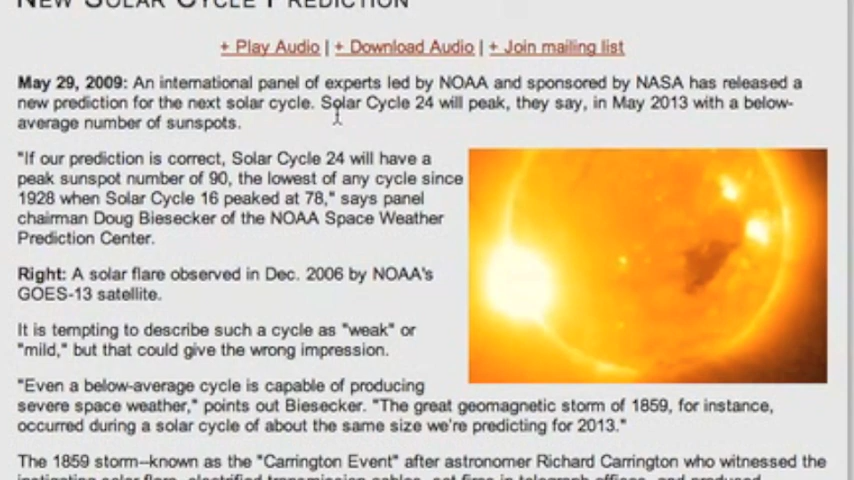 NEW SOLAR CYCLE PREDICTION
+ Play Audio | + Download Audio | + Join mailing list
May 29, 2009: An international panel of experts led by NOAA and sponsored by NASA has released a
new prediction for the next solar cycle. Solar Cycle 24 will peak, they say, in May 2013 with a below-
average number of sunspots.
"If our prediction is correct, Solar Cycle 24 will have a
peak sunspot number of 90, the lowest of any cycle since
1928 when Solar Cycle 16 peaked at 78," says panel
chairman Doug Biesecker of the NOAA Space Weather
Prediction Center.
Right: A solar flare observed in Dec. 2006 by NOAA's
GOES-13 satellite.
It is tempting to describe such a cycle as "weak" or
"mild," but that could give the wrong impression.
"Even a below-average cycle is capable of producing
severe space weather," points out Biesecker. "The great geomagnetic storm of 1859, for instance,
occurred during a solar cycle of about the same size we're predicting for 2013."
The 1859 storm--known as the "Carrington Event" after astronomer Richard Carrington who witnessed the